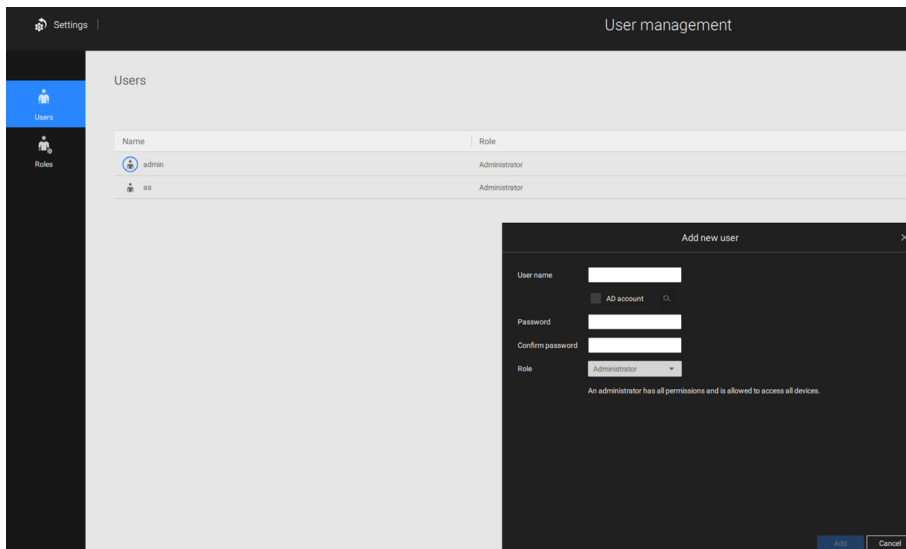 Settings
User management
Users
Users
Roles
Name Role
admin Administrator
aa Administrator
Add new user
User name
AD account
Password
Confirm password
Role Administrator
An administrator has all permissions and is allowed to access all devices.
Add Cancel